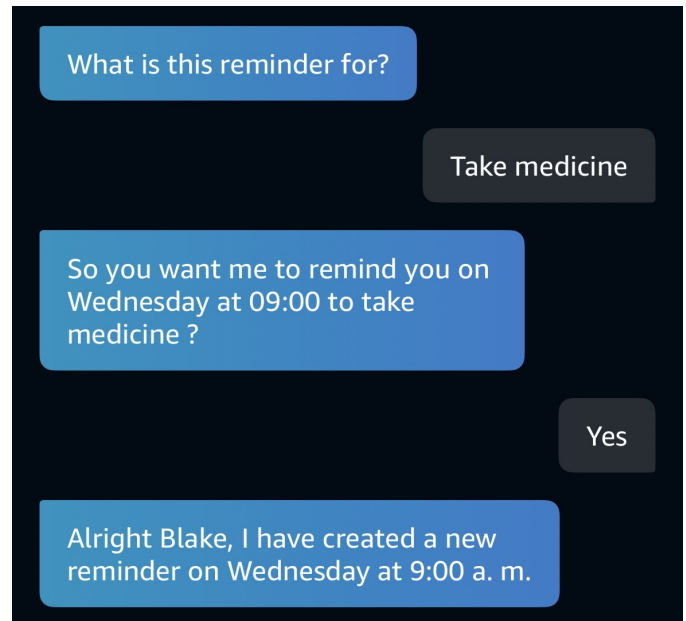 What is this reminder for?
Take medicine
So you want me to remind you on
Wednesday at 09:00 to take
medicine ?
Yes
Alright Blake, I have created a new
reminder on Wednesday at 9:00 a. m.